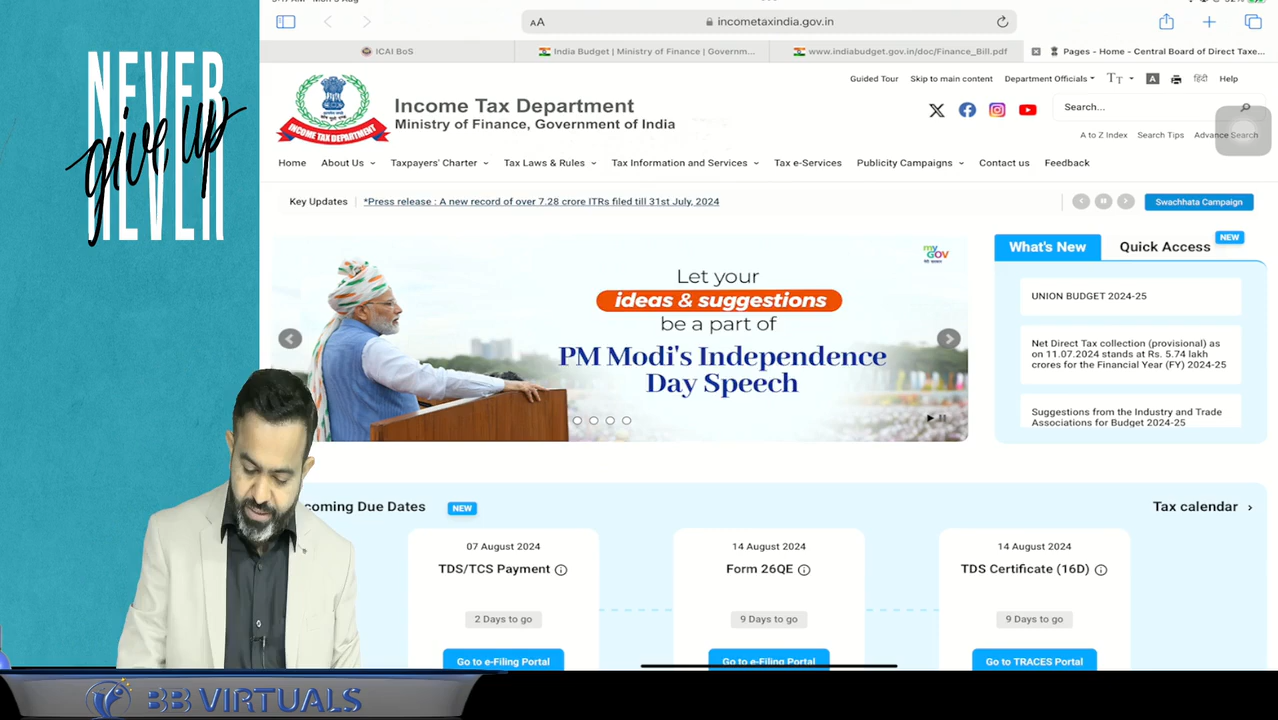 NEVER
give up
NEVER
incometaxindia.gov.in
AA
ICAI BoS
India Budget | Ministry of Finance | Governm...
www.indiabudget.gov.in/doc/Finance_Bill.pdf
Pages - Home - Central Board of Direct Taxe...
Guided Tour
Skip to main content
Department Officials
TT
A
हिंदी
Help
Income Tax Department
Ministry of Finance, Government of India
INCOME TAX DEPARTMENT
Search...
A to Z Index
Search Tips
Advance Search
Home
About Us
Taxpayers' Charter
Tax Laws & Rules
Tax Information and Services
Tax e-Services
Publicity Campaigns
Contact us
Feedback
Key Updates
*Press release : A new record of over 7.28 crore ITRs filed till 31st July, 2024
Swachhata Campaign
my
GOV
Let your
ideas & suggestions
be a part of
PM Modi's Independence
Day Speech
What's New
Quick Access
NEW
UNION BUDGET 2024-25
Net Direct Tax collection (provisional) as
on 11.07.2024 stands at Rs. 5.74 lakh
crores for the Financial Year (FY) 2024-25
Suggestions from the Industry and Trade
Associations for Budget 2024-25
coming Due Dates
NEW
Tax calendar
07 August 2024
TDS/TCS Payment
2 Days to go
Go to e-Filing Portal
14 August 2024
Form 26QE
9 Days to go
Go to e-Filing Portal
14 August 2024
TDS Certificate (16D)
9 Days to go
Go to TRACES Portal
BB VIRTUALS